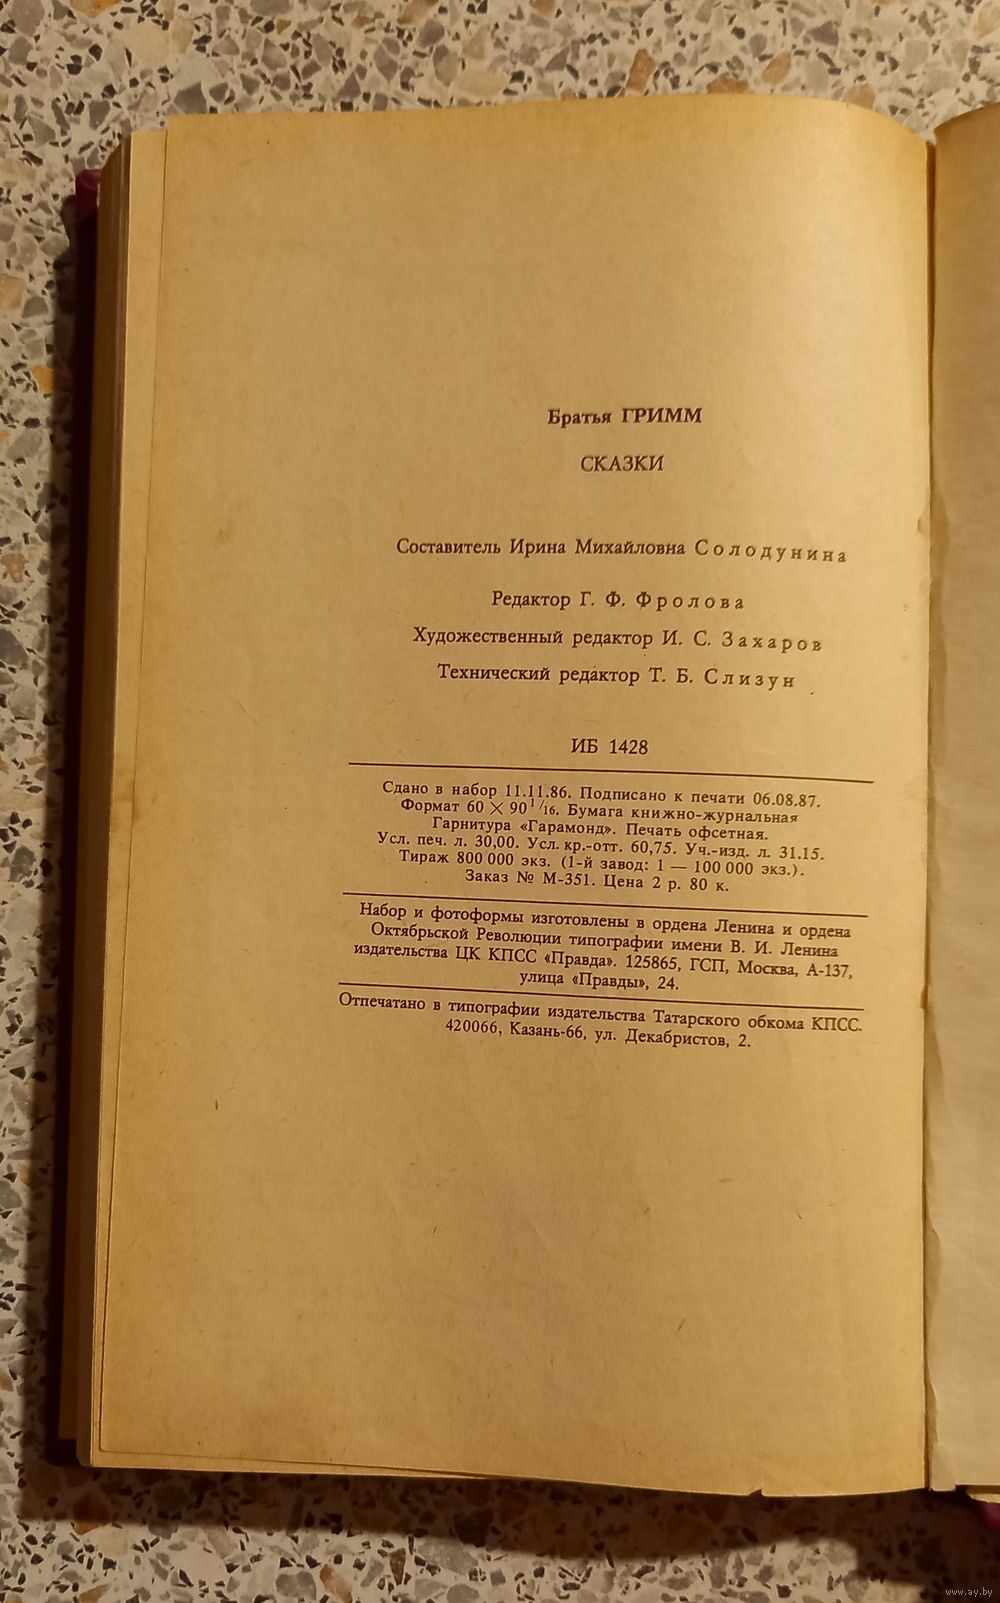 Братья ГРИММ
СКАЗКИ
Составитель Ирина Михайловна Солодунина
Редактор Г. Ф. Фролова
Художественный редактор И. С. Захаров
Технический редактор Т. Б. Слизун
ИБ 1428
Сдано в набор 11.11.86. Подписано к печати 06.08.87.
Формат 60 × 90 1/16. Бумага книжно-журнальная
Гарнитура «Гарамонд». Печать офсетная.
Усл. печ. л. 30,00. Усл. кр.-отт. 60,75. Уч.-изд. л. 31.15.
Тираж 800 000 экз. (1-й завод: 1 — 100 000 экз.).
Заказ № М-351. Цена 2 р. 80 к.
Набор и фотоформы изготовлены в ордена Ленина и ордена
Октябрьской Революции типографии имени В. И. Ленина
издательства ЦК КПСС «Правда». 125865, ГСП, Москва, А-137,
улица «Правды», 24.
Отпечатано в типографии издательства Татарского обкома КПСС.
420066, Казань-66, ул. Декабристов, 2.
www.ay.by